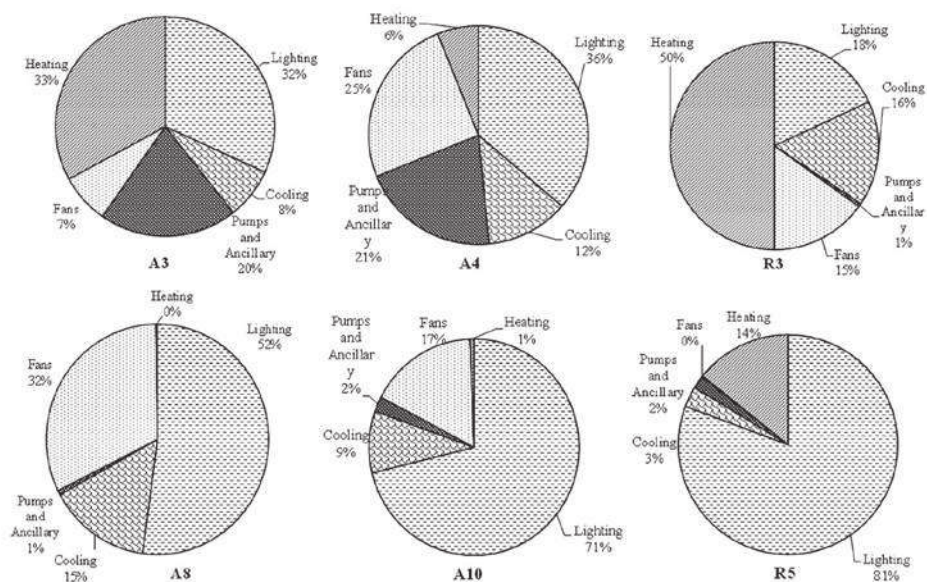 Heating
33%
Lighting
32%
Cooling
8%
Pumps
and
Ancillary
20%
Fans
7%
A3
Heating
6%
Lighting
36%
Fans
25%
Pumps
and
Ancillar
y
21%
Cooling
12%
A4
Heating
50%
Lighting
18%
Cooling
16%
Pumps
and
Ancillar
y
1%
Fans
15%
R3
Heating
0%
Lighting
52%
Fans
32%
Pumps
and
Ancillary
1%
Cooling
15%
A8
Pumps
and
Ancillar
y
2%
Fans
17%
Heating
1%
Cooling
9%
Lighting
71%
A10
Fans
0%
Heating
14%
Pumps
and
Ancillary
2%
Cooling
3%
Lighting
81%
R5